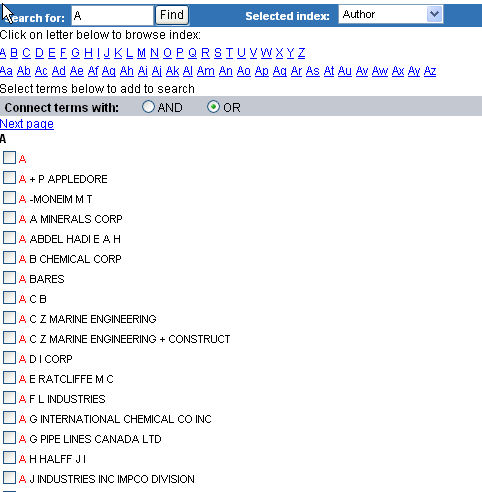 Search for: A Find Selected index: Author
Click on letter below to browse index:
A B C D E F G H I J K L M N O P Q R S T U V W X Y Z
Aa Ab Ac Ad Ae Af Ag Ah Ai Aj Ak Al Am An Ao Ap Aq Ar As At Au Av Aw Ax Ay Az
Select terms below to add to search
Connect terms with: AND OR
Next page
A
A
A + P APPLEDORE
A -MONEIM M T
A A MINERALS CORP
A ABDEL HADI E A H
A B CHEMICAL CORP
A BARES
A C B
A C Z MARINE ENGINEERING
A C Z MARINE ENGINEERING + CONSTRUCT
A D I CORP
A E RATCLIFFE M C
A F L INDUSTRIES
A G INTERNATIONAL CHEMICAL CO INC
A G PIPE LINES CANADA LTD
A H HALFF J I
A J INDUSTRIES INC IMPCO DIVISION